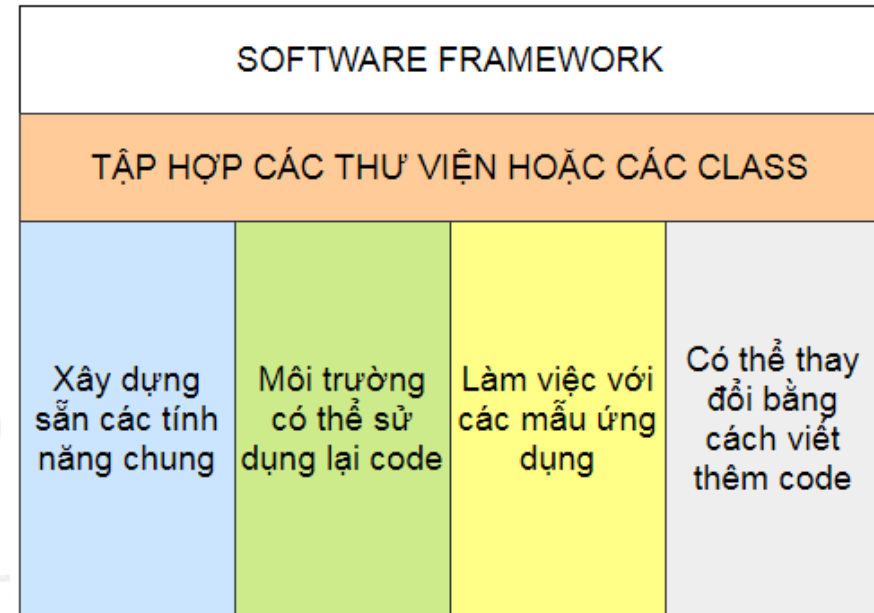 SOFTWARE FRAMEWORK
TẬP HỢP CÁC THƯ VIỆN HOẶC CÁC CLASS
Xây dựng
sẵn các tính
năng chung
Môi trường
có thể sử
dụng lại code
Làm việc với
các mẫu ứng
dụng
Có thể thay
đổi bằng
cách viết
thêm code